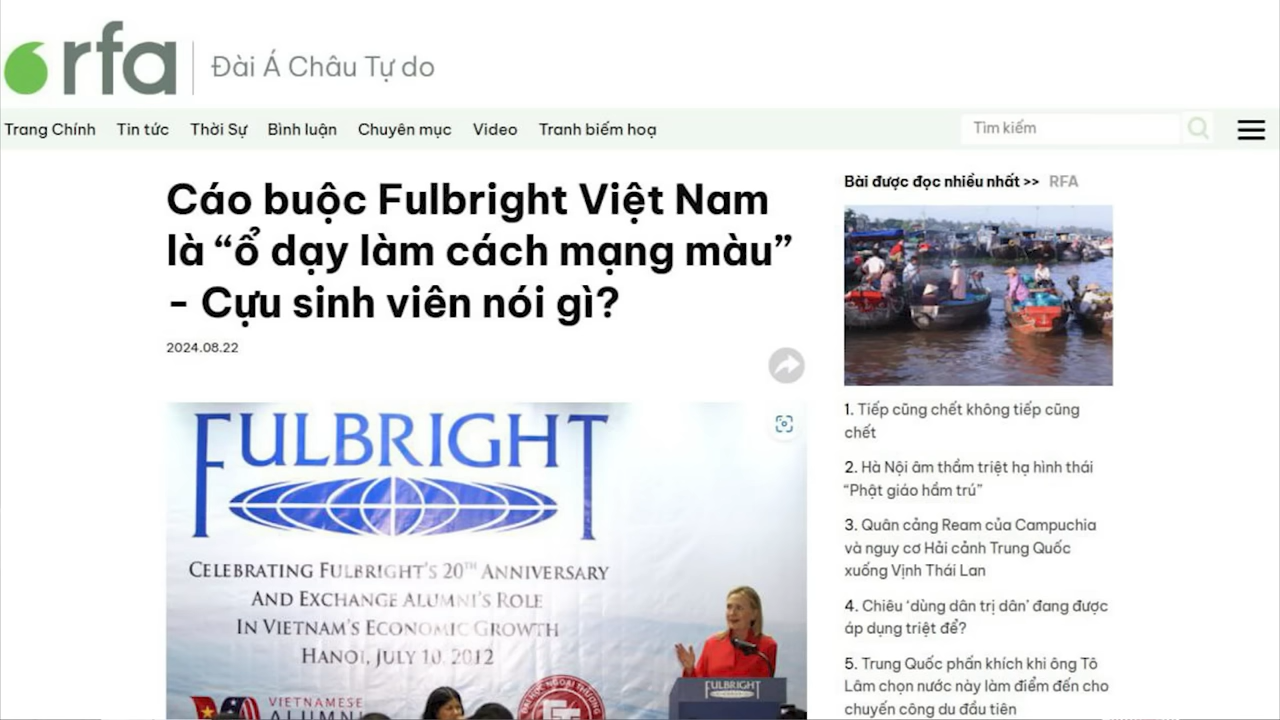 rfa
Đài Á Châu Tự do
Trang Chính Tin tức Thời Sự Bình luận Chuyên mục Video Tranh biếm hoạ
Tìm kiếm
Cáo buộc Fulbright Việt Nam
là “ổ dạy làm cách mạng màu”
- Cựu sinh viên nói gì?
2024.08.22
FULBRIGHT
CELEBRATING FULBRIGHT'S 20TH ANNIVERSARY
AND EXCHANGE ALUMNI'S ROLE
IN VIETNAM'S ECONOMIC GROWTH
HANOI, JULY 10, 2012
VIETNAMESE
FULBRIGHT
ĐẠI HỌC NGOẠI THƯƠNG
Bài được đọc nhiều nhất >> RFA
1. Tiếp cũng chết không tiếp cũng
chết
2. Hà Nội âm thầm triệt hạ hình thái
“Phật giáo hầm trú”
3. Quân cảng Ream của Campuchia
và nguy cơ Hải cảnh Trung Quốc
xuống Vịnh Thái Lan
4. Chiêu ‘dùng dân trị dân’ đang được
áp dụng triệt để?
5. Trung Quốc phấn khích khi ông Tô
Lâm chọn nước này làm điểm đến cho
chuyến công du đầu tiên